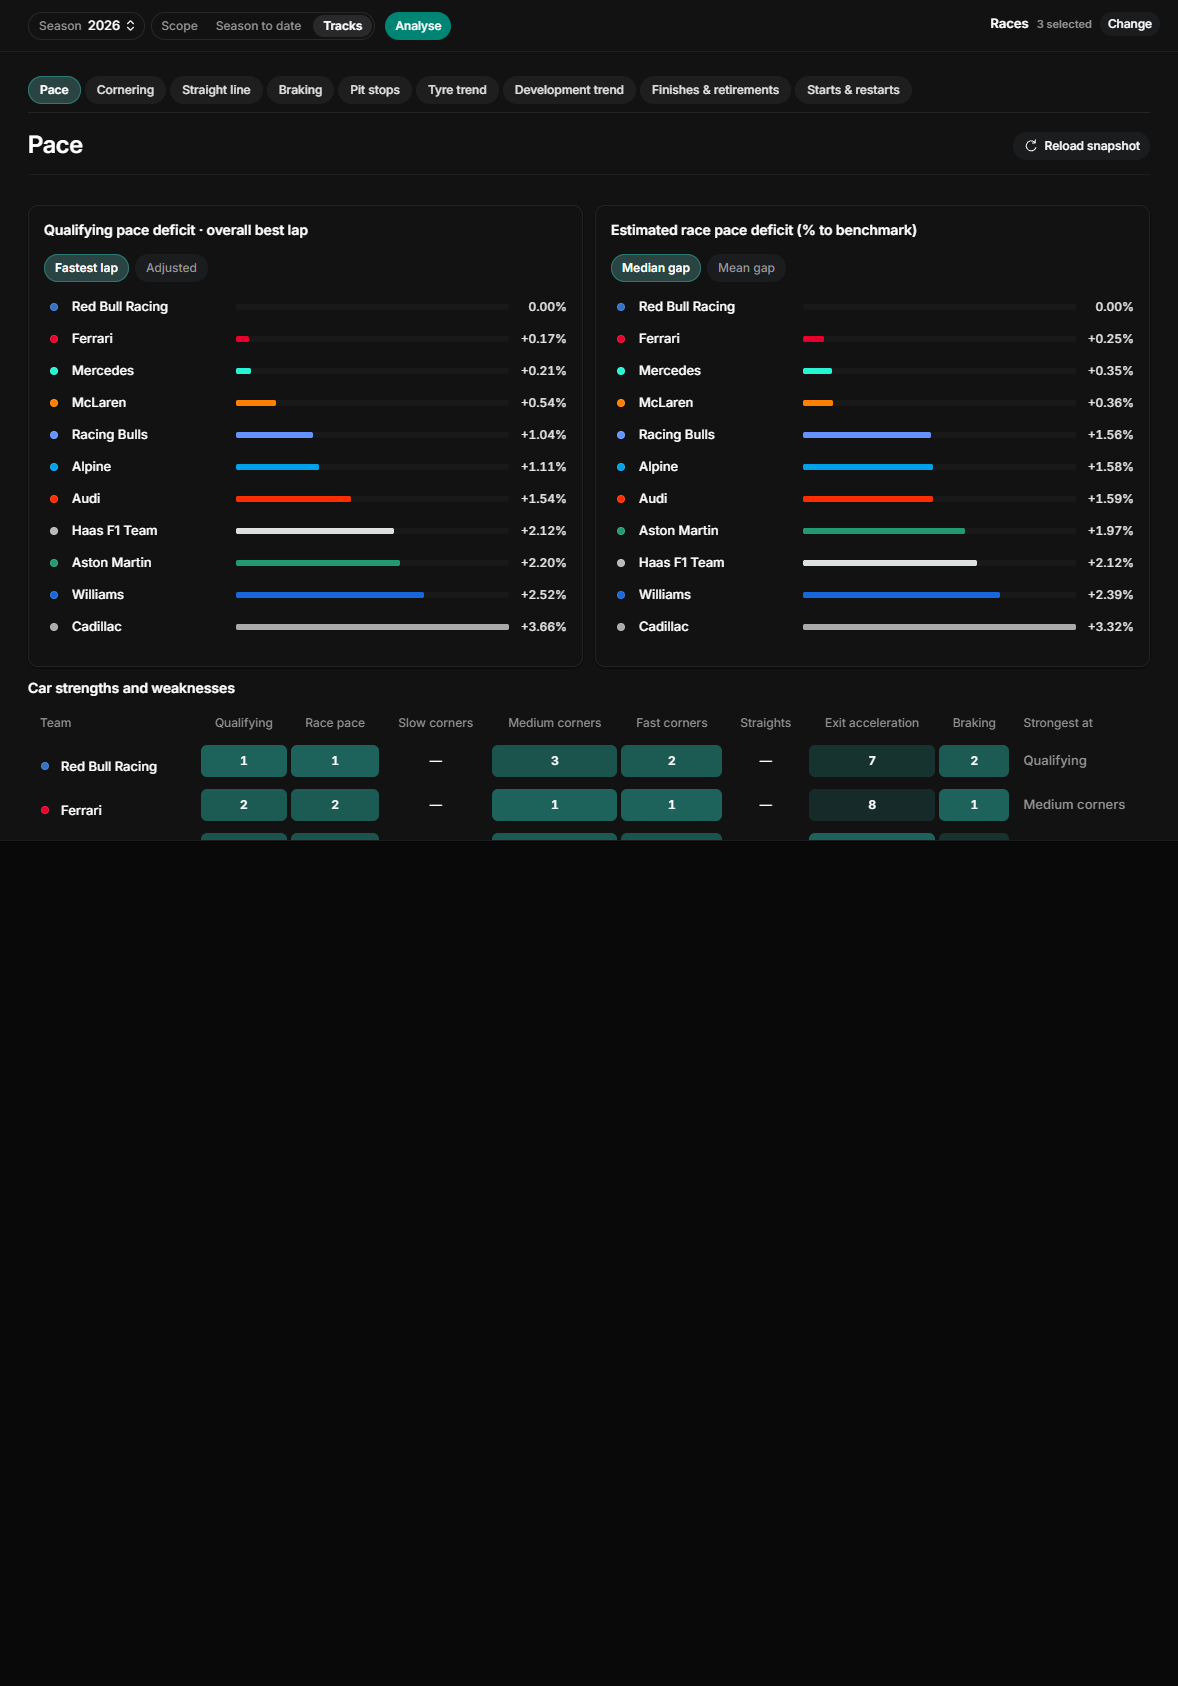 Season 2026 Scope Season to date Tracks Analyse Races 3 selected Change
Pace Cornering Straight line Braking Pit stops Tyre trend Development trend Finishes & retirements Starts & restarts
Pace
Reload snapshot
Qualifying pace deficit · overall best lap
Fastest lap Adjusted
Red Bull Racing 0.00%
Ferrari +0.17%
Mercedes +0.21%
McLaren +0.54%
Racing Bulls +1.04%
Alpine +1.11%
Audi +1.54%
Haas F1 Team +2.12%
Aston Martin +2.20%
Williams +2.52%
Cadillac +3.66%
Estimated race pace deficit (% to benchmark)
Median gap Mean gap
Red Bull Racing 0.00%
Ferrari +0.25%
Mercedes +0.35%
McLaren +0.36%
Racing Bulls +1.56%
Alpine +1.58%
Audi +1.59%
Aston Martin +1.97%
Haas F1 Team +2.12%
Williams +2.39%
Cadillac +3.32%
Car strengths and weaknesses
Team Qualifying Race pace Slow corners Medium corners Fast corners Straights Exit acceleration Braking Strongest at
Red Bull Racing 1 1 — 3 2 — 7 2 Qualifying
Ferrari 2 2 — 1 1 — 8 1 Medium corners